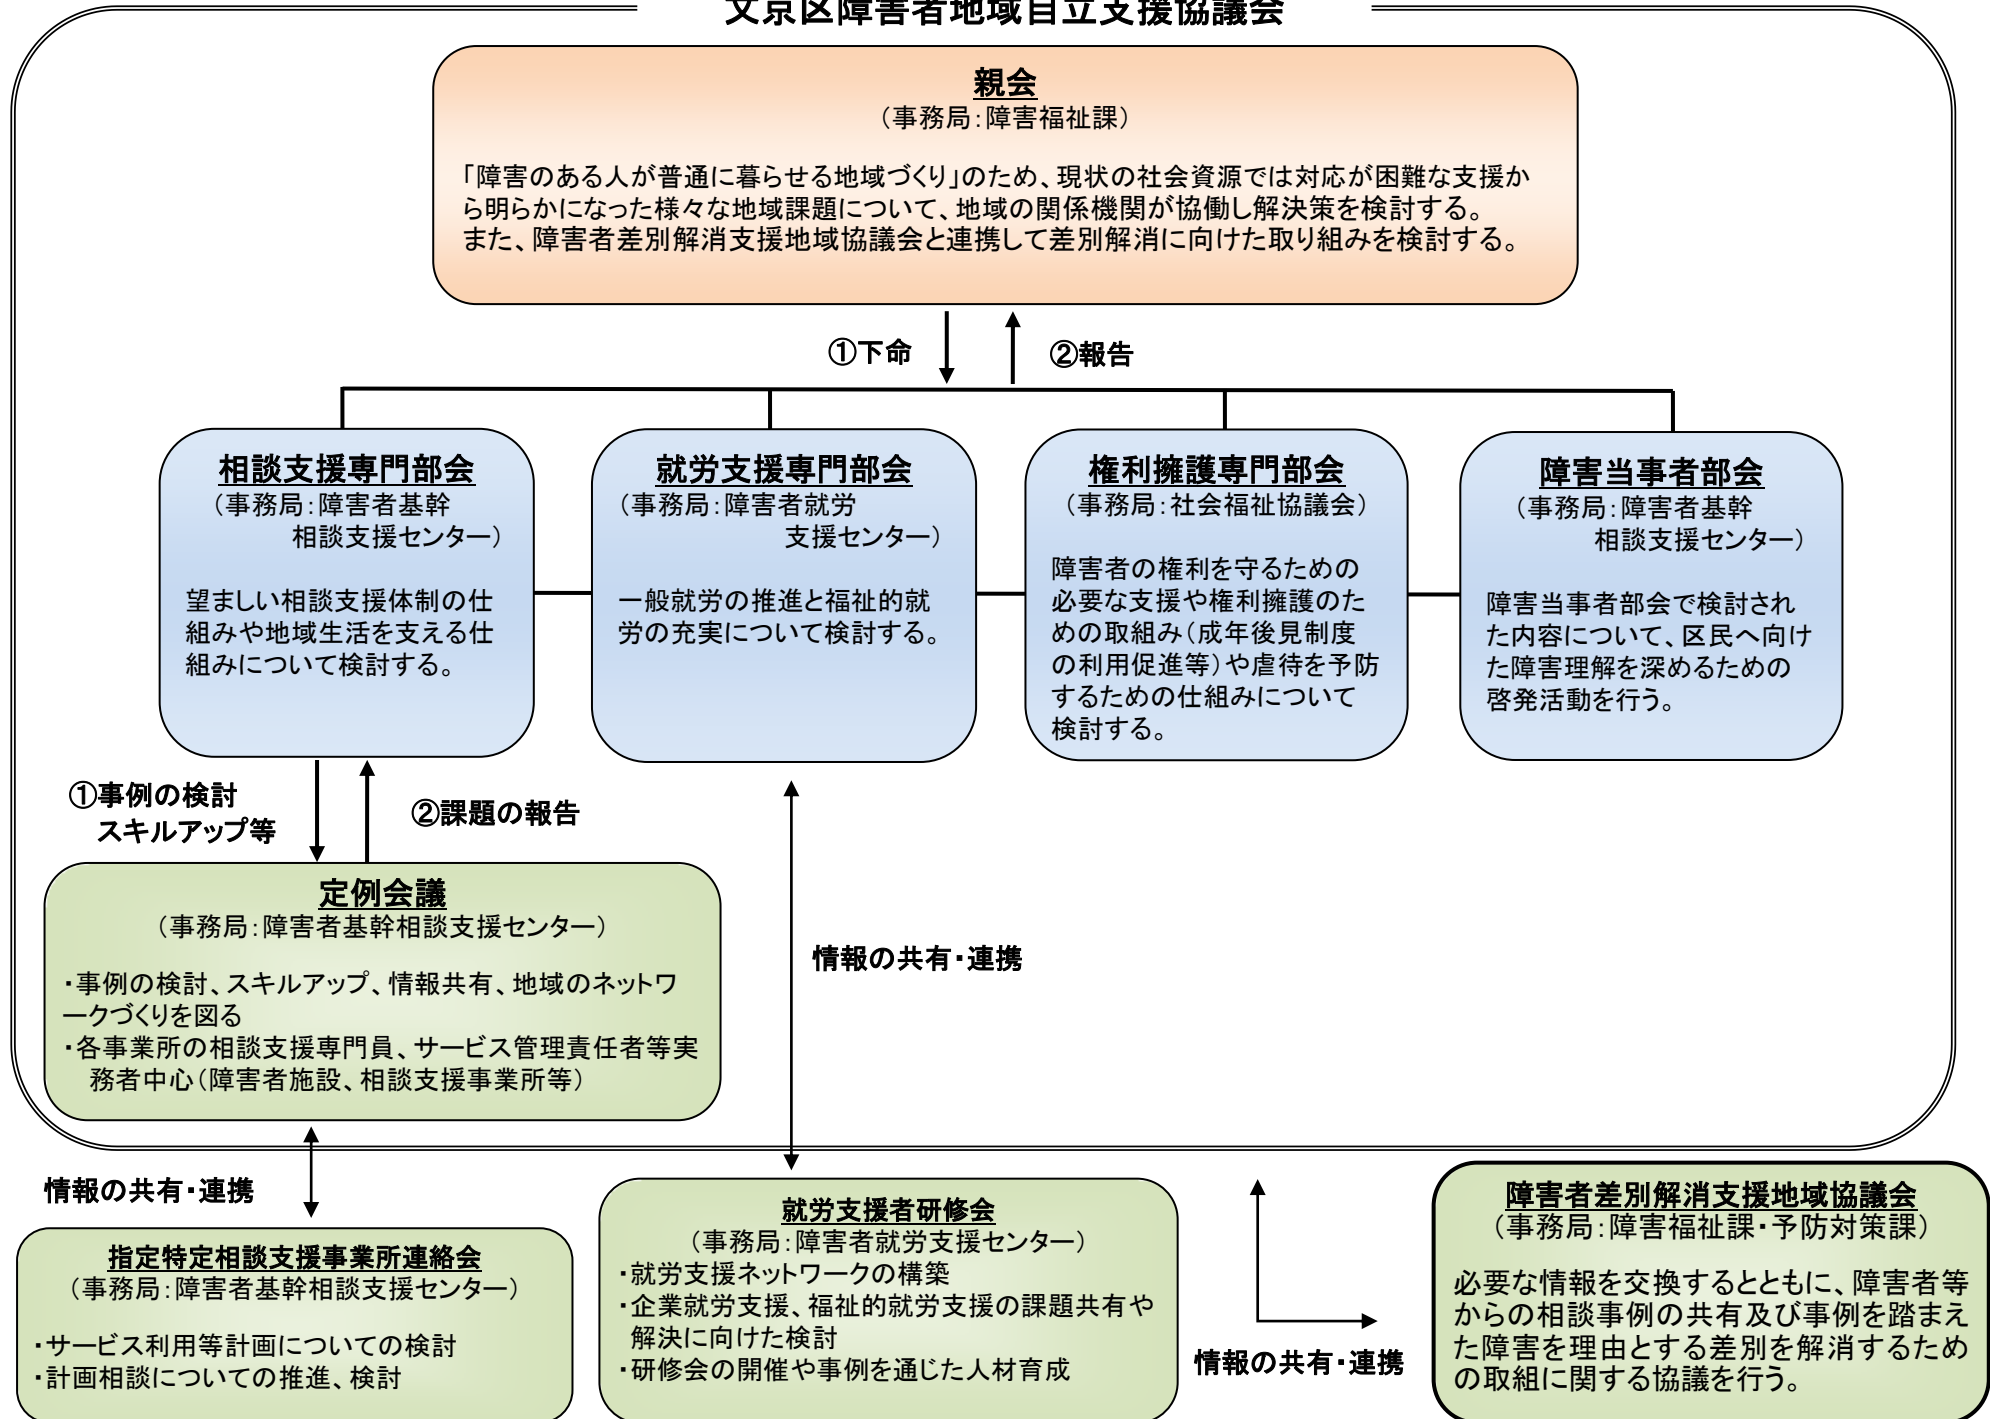 文京区障害者地域自立支援協議会
親会
（事務局：障害福祉課）
「障害のある人が普通に暮らせる地域づくり」のため、現状の社会資源では対応が困難な支援か
ら明らかになった様々な地域課題について、地域の関係機関が協働し解決策を検討する。
また、障害者差別解消支援地域協議会と連携して差別解消に向けた取り組みを検討する。
①下命
②報告
相談支援専門部会
（事務局：障害者基幹
相談支援センター）
望ましい相談支援体制の仕
組みや地域生活を支える仕
組みについて検討する。
就労支援専門部会
（事務局：障害者就労
支援センター）
一般就労の推進と福祉的就
労の充実について検討する。
権利擁護専門部会
（事務局：社会福祉協議会）
障害者の権利を守るための
必要な支援や権利擁護のた
めの取組み（成年後見制度
の利用促進等）や虐待を予防
するための仕組みについて
検討する。
障害当事者部会
（事務局：障害者基幹
相談支援センター）
障害当事者部会で検討され
た内容について、区民へ向け
た障害理解を深めるための
啓発活動を行う。
①事例の検討
スキルアップ等
②課題の報告
定例会議
（事務局：障害者基幹相談支援センター）
・事例の検討、スキルアップ、情報共有、地域のネットワ
ークづくりを図る
・各事業所の相談支援専門員、サービス管理責任者等実
務者中心（障害者施設、相談支援事業所等）
情報の共有・連携
情報の共有・連携
指定特定相談支援事業所連絡会
（事務局：障害者基幹相談支援センター）
・サービス利用等計画についての検討
・計画相談についての推進、検討
就労支援者研修会
（事務局：障害者就労支援センター）
・就労支援ネットワークの構築
・企業就労支援、福祉的就労支援の課題共有や
解決に向けた検討
・研修会の開催や事例を通じた人材育成
情報の共有・連携
障害者差別解消支援地域協議会
（事務局：障害福祉課・予防対策課）
必要な情報を交換するとともに、障害者等
からの相談事例の共有及び事例を踏まえ
た障害を理由とする差別を解消するため
の取組に関する協議を行う。